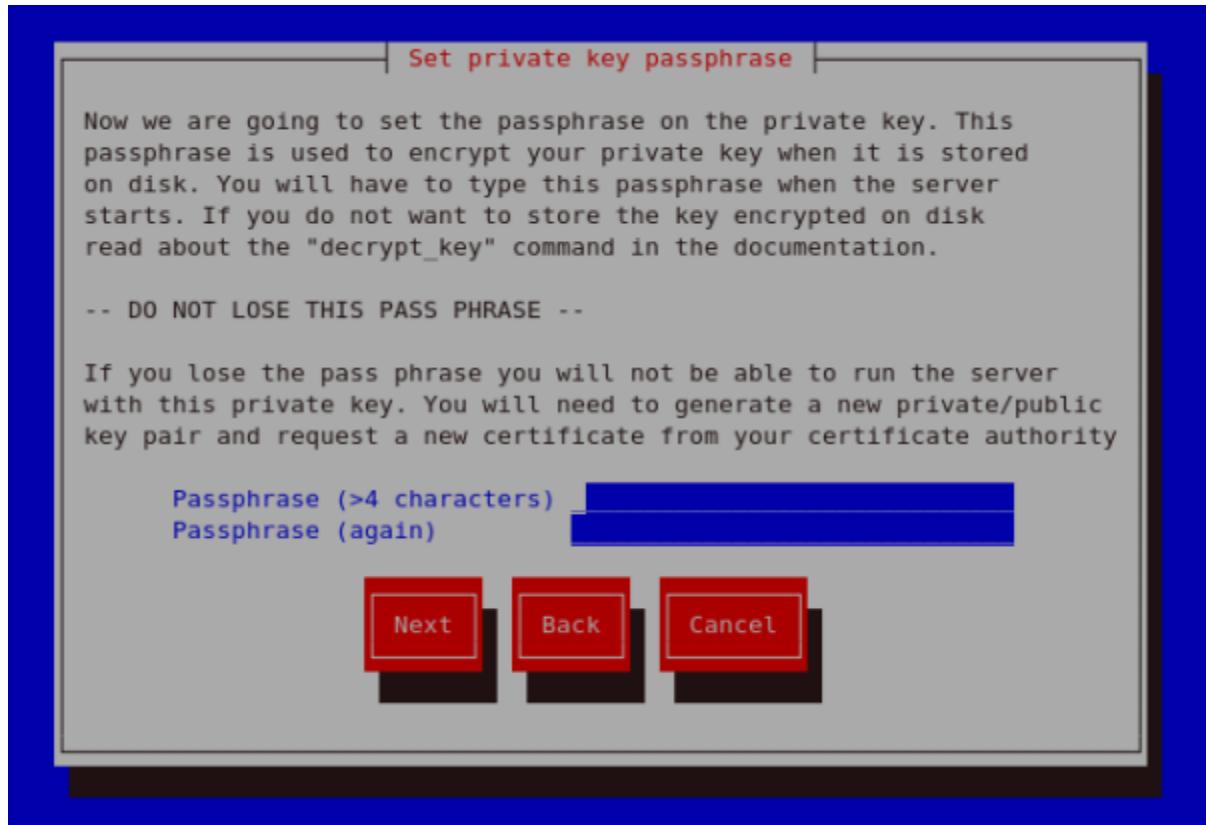 Set private key passphrase
Now we are going to set the passphrase on the private key. This
passphrase is used to encrypt your private key when it is stored
on disk. You will have to type this passphrase when the server
starts. If you do not want to store the key encrypted on disk
read about the "decrypt_key" command in the documentation.
-- DO NOT LOSE THIS PASS PHRASE --
If you lose the pass phrase you will not be able to run the server
with this private key. You will need to generate a new private/public
key pair and request a new certificate from your certificate authority
Passphrase (>4 characters)
Passphrase (again)
Next Back Cancel